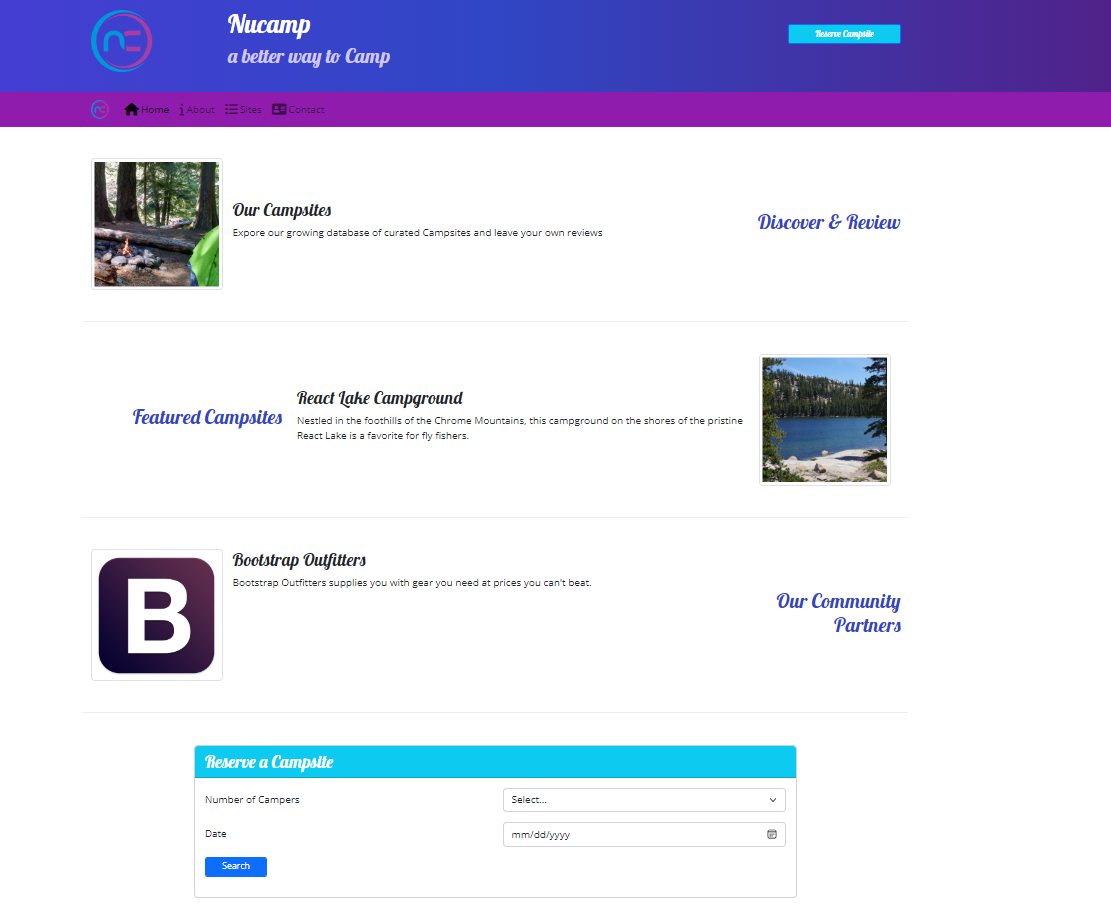 nc
Nucamp
a better way to Camp
Reserve Campsite
nc
Home About Sites Contact
Our Campsites
Expore our growing database of curated Campsites and leave your own reviews
Discover & Review
Featured Campsites
React Lake Campground
Nestled in the foothills of the Chrome Mountains, this campground on the shores of the pristine
React Lake is a favorite for fly fishers.
B
Bootstrap Outfitters
Bootstrap Outfitters supplies you with gear you need at prices you can't beat.
Our Community
Partners
Reserve a Campsite
Number of Campers
Select...
Date
mm/dd/yyyy
Search